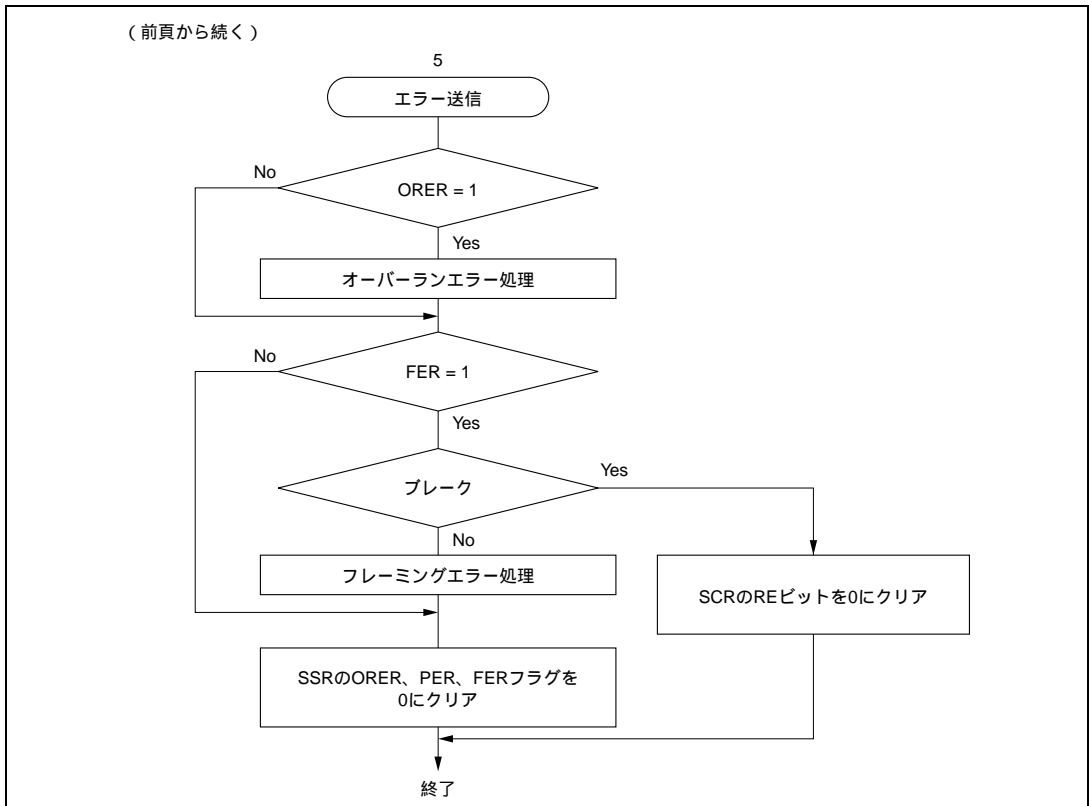 （前頁から続く）
5
エラー送信
No
ORER = 1
Yes
オーバーランエラー処理
No
FER = 1
Yes
Yes
ブレーク
No
フレーミングエラー処理
SCRのREビットを0にクリア
SSRのORER、PER、FERフラグを
0にクリア
終了